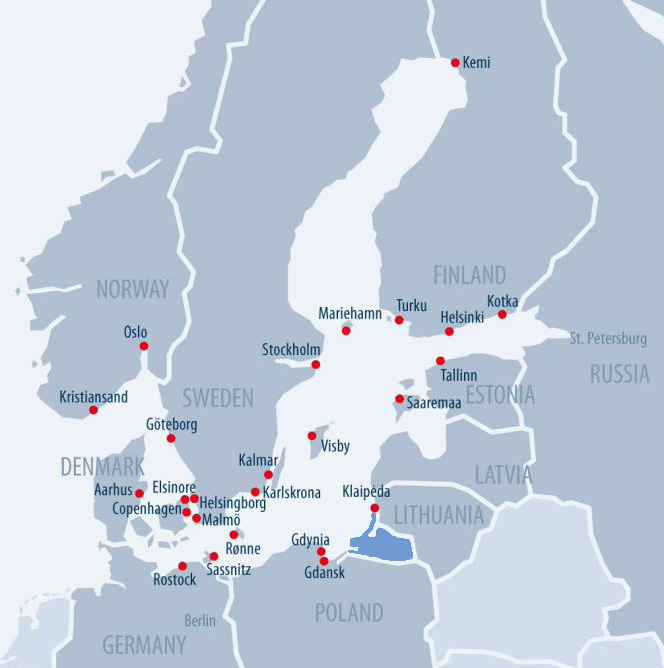 Kemi
FINLAND
NORWAY
Kotka
Turku
Mariehamn
Helsinki
Oslo
St. Petersburg
Stockholm
Tallinn
RUSSIA
Kristiansand
SWEDEN
ESTONIA
Saaremaa
Göteborg
Visby
Kalmar
DENMARK
LATVIA
Elsinore
Aarhus
Karlskrona
Klaipėda
Helsingborg
Copenhagen
LITHUANIA
Malmö
Gdynia
Rønne
Sassnitz
Gdansk
Rostock
POLAND
Berlin
GERMANY